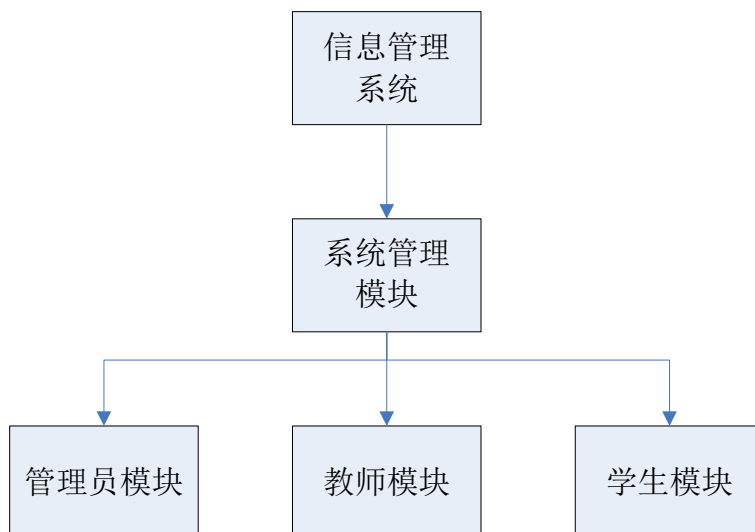 信息管理
系统
系统管理
模块
管理员模块
教师模块
学生模块